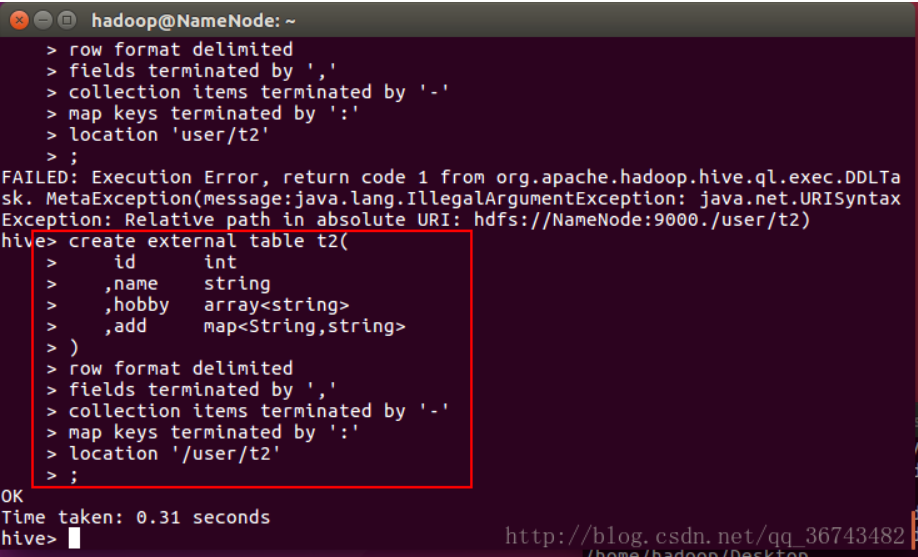 hadoop@NameNode: ~
> row format delimited
> fields terminated by ','
> collection items terminated by '-'
> map keys terminated by ':'
> location 'user/t2'
> ;
FAILED: Execution Error, return code 1 from org.apache.hadoop.hive.ql.exec.DDLTa
sk. MetaException(message:java.lang.IllegalArgumentException: java.net.URISyntax
Exception: Relative path in absolute URI: hdfs://NameNode:9000./user/t2)
hive> create external table t2(
>     id      int
>    ,name    string
>    ,hobby   array<string>
>    ,add     map<String,string>
> )
> row format delimited
> fields terminated by ','
> collection items terminated by '-'
> map keys terminated by ':'
> location '/user/t2'
> ;
OK
Time taken: 0.31 seconds
hive>
http://blog.csdn.net/qq_36743482
/home/hadoop/Desktop